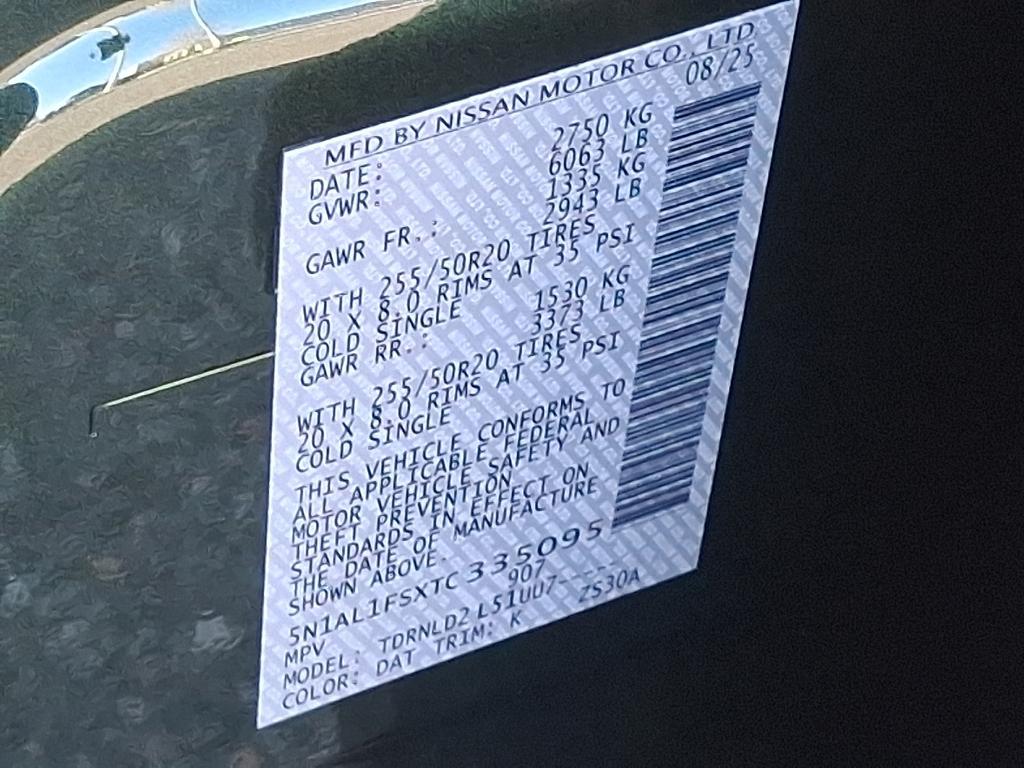 MFD BY NISSAN MOTOR CO., LTD
DATE: 08/25
GVWR: 2750 KG
6063 LB
GAWR FR.: 1335 KG
2943 LB
WITH 255/50R20 TIRES
20 X 8.0 RIMS AT 35 PSI
COLD SINGLE
GAWR RR.: 1530 KG
3373 LB
WITH 255/50R20 TIRES
20 X 8.0 RIMS AT 35 PSI
COLD SINGLE
THIS VEHICLE CONFORMS TO
ALL APPLICABLE FEDERAL
MOTOR VEHICLE SAFETY AND
THEFT PREVENTION
STANDARDS IN EFFECT ON
THE DATE OF MANUFACTURE
SHOWN ABOVE.
5N1AL1FSXTC335095
MPV 907
MODEL: TDRNLD2 L51UU7-----
COLOR: DAT TRIM: K ZS30A